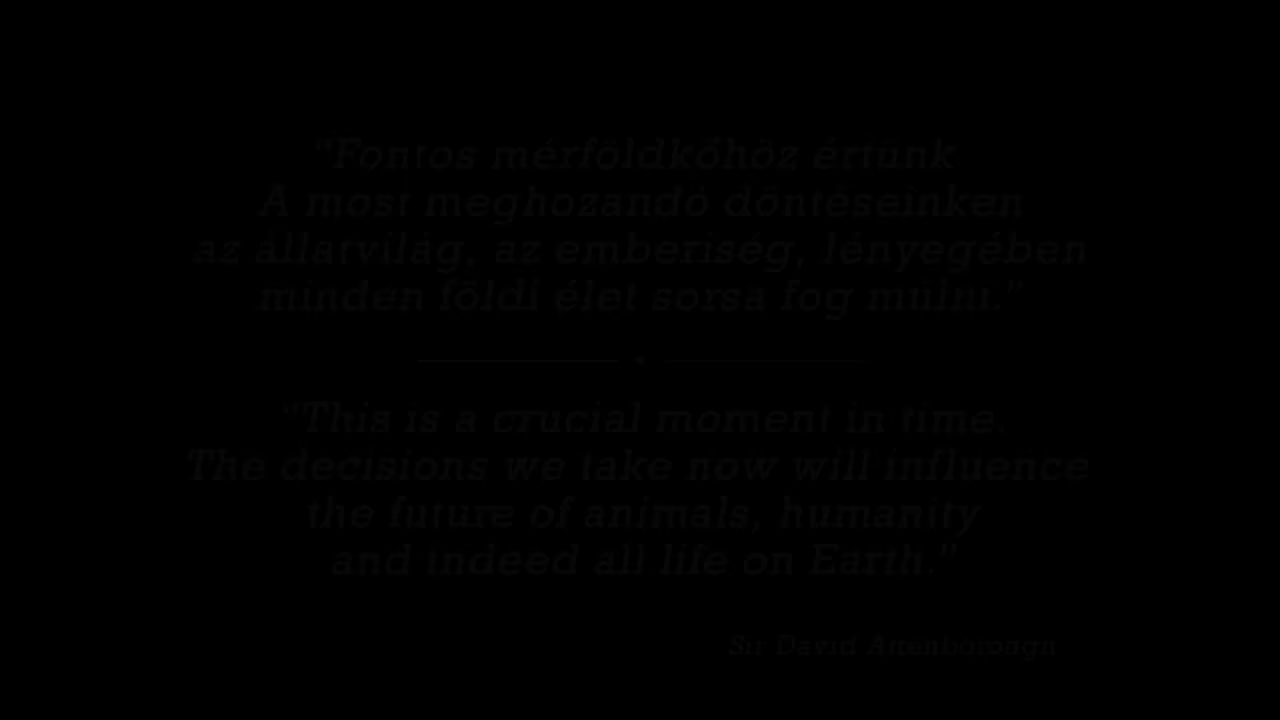 "Fontos mérföldkőhöz értünk.
A most meghozandó döntéseinken
az állatvilág, az emberiség, lényegében
minden földi élet sorsa fog múlni."
"This is a crucial moment in time.
The decisions we take now will influence
the future of animals, humanity
and indeed all life on Earth."
Sir David Attenborough